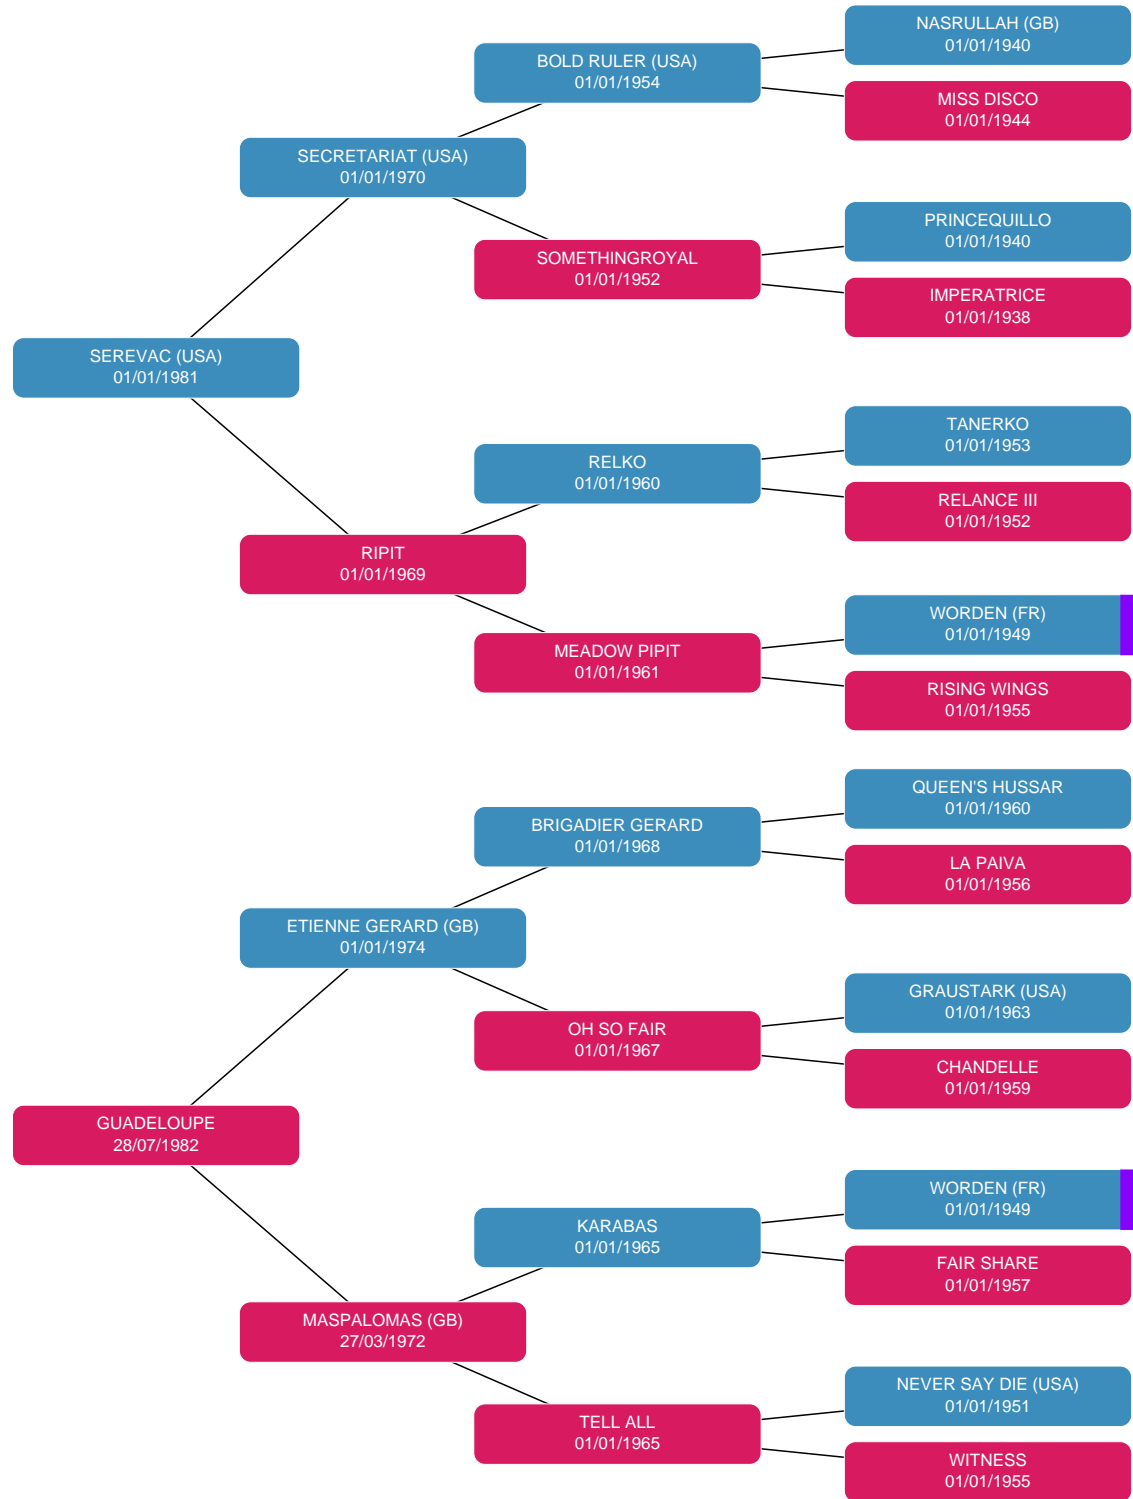 NASRULLAH (GB)
01/01/1940
BOLD RULER (USA)
01/01/1954
MISS DISCO
01/01/1944
SECRETARIAT (USA)
01/01/1970
PRINCEQUILLO
01/01/1940
SOMETHINGROYAL
01/01/1952
IMPERATRICE
01/01/1938
SEREVAC (USA)
01/01/1981
TANERKO
01/01/1953
RELKO
01/01/1960
RELANCE III
01/01/1952
RIPIT
01/01/1969
WORDEN (FR)
01/01/1949
MEADOW PIPIT
01/01/1961
RISING WINGS
01/01/1955
QUEEN'S HUSSAR
01/01/1960
BRIGADIER GERARD
01/01/1968
LA PAIVA
01/01/1956
ETIENNE GERARD (GB)
01/01/1974
GRAUSTARK (USA)
01/01/1963
OH SO FAIR
01/01/1967
CHANDELLE
01/01/1959
GUADELOUPE
28/07/1982
WORDEN (FR)
01/01/1949
KARABAS
01/01/1965
FAIR SHARE
01/01/1957
MASPALOMAS (GB)
27/03/1972
NEVER SAY DIE (USA)
01/01/1951
TELL ALL
01/01/1965
WITNESS
01/01/1955